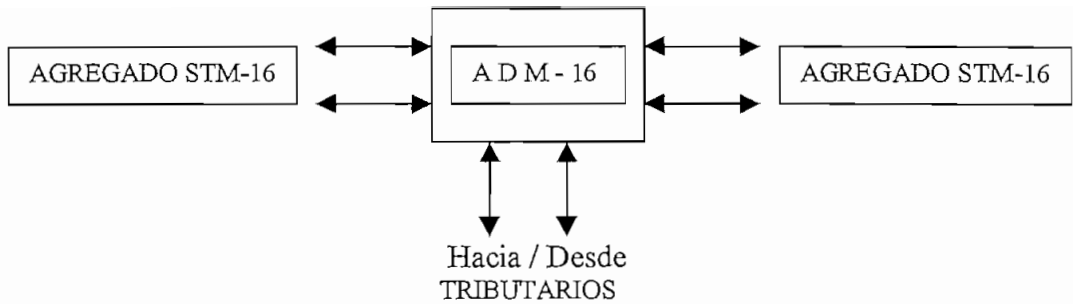 AGREGADO STM-16
A D M - 16
AGREGADO STM-16
Hacia / Desde
TRIBUTARIOS